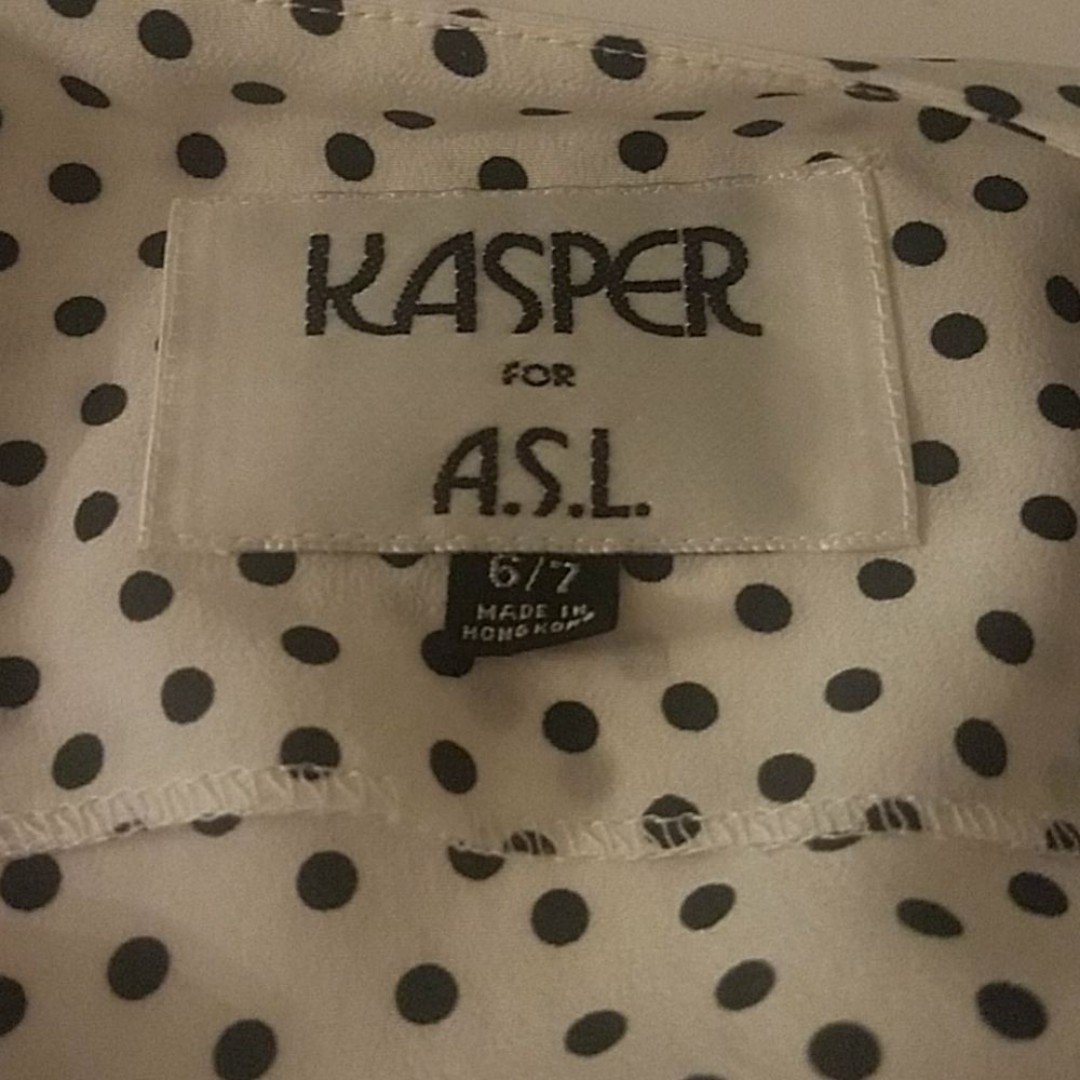 KASPER
FOR
A.S.L.
6/7
MADE IN
HONG KONG